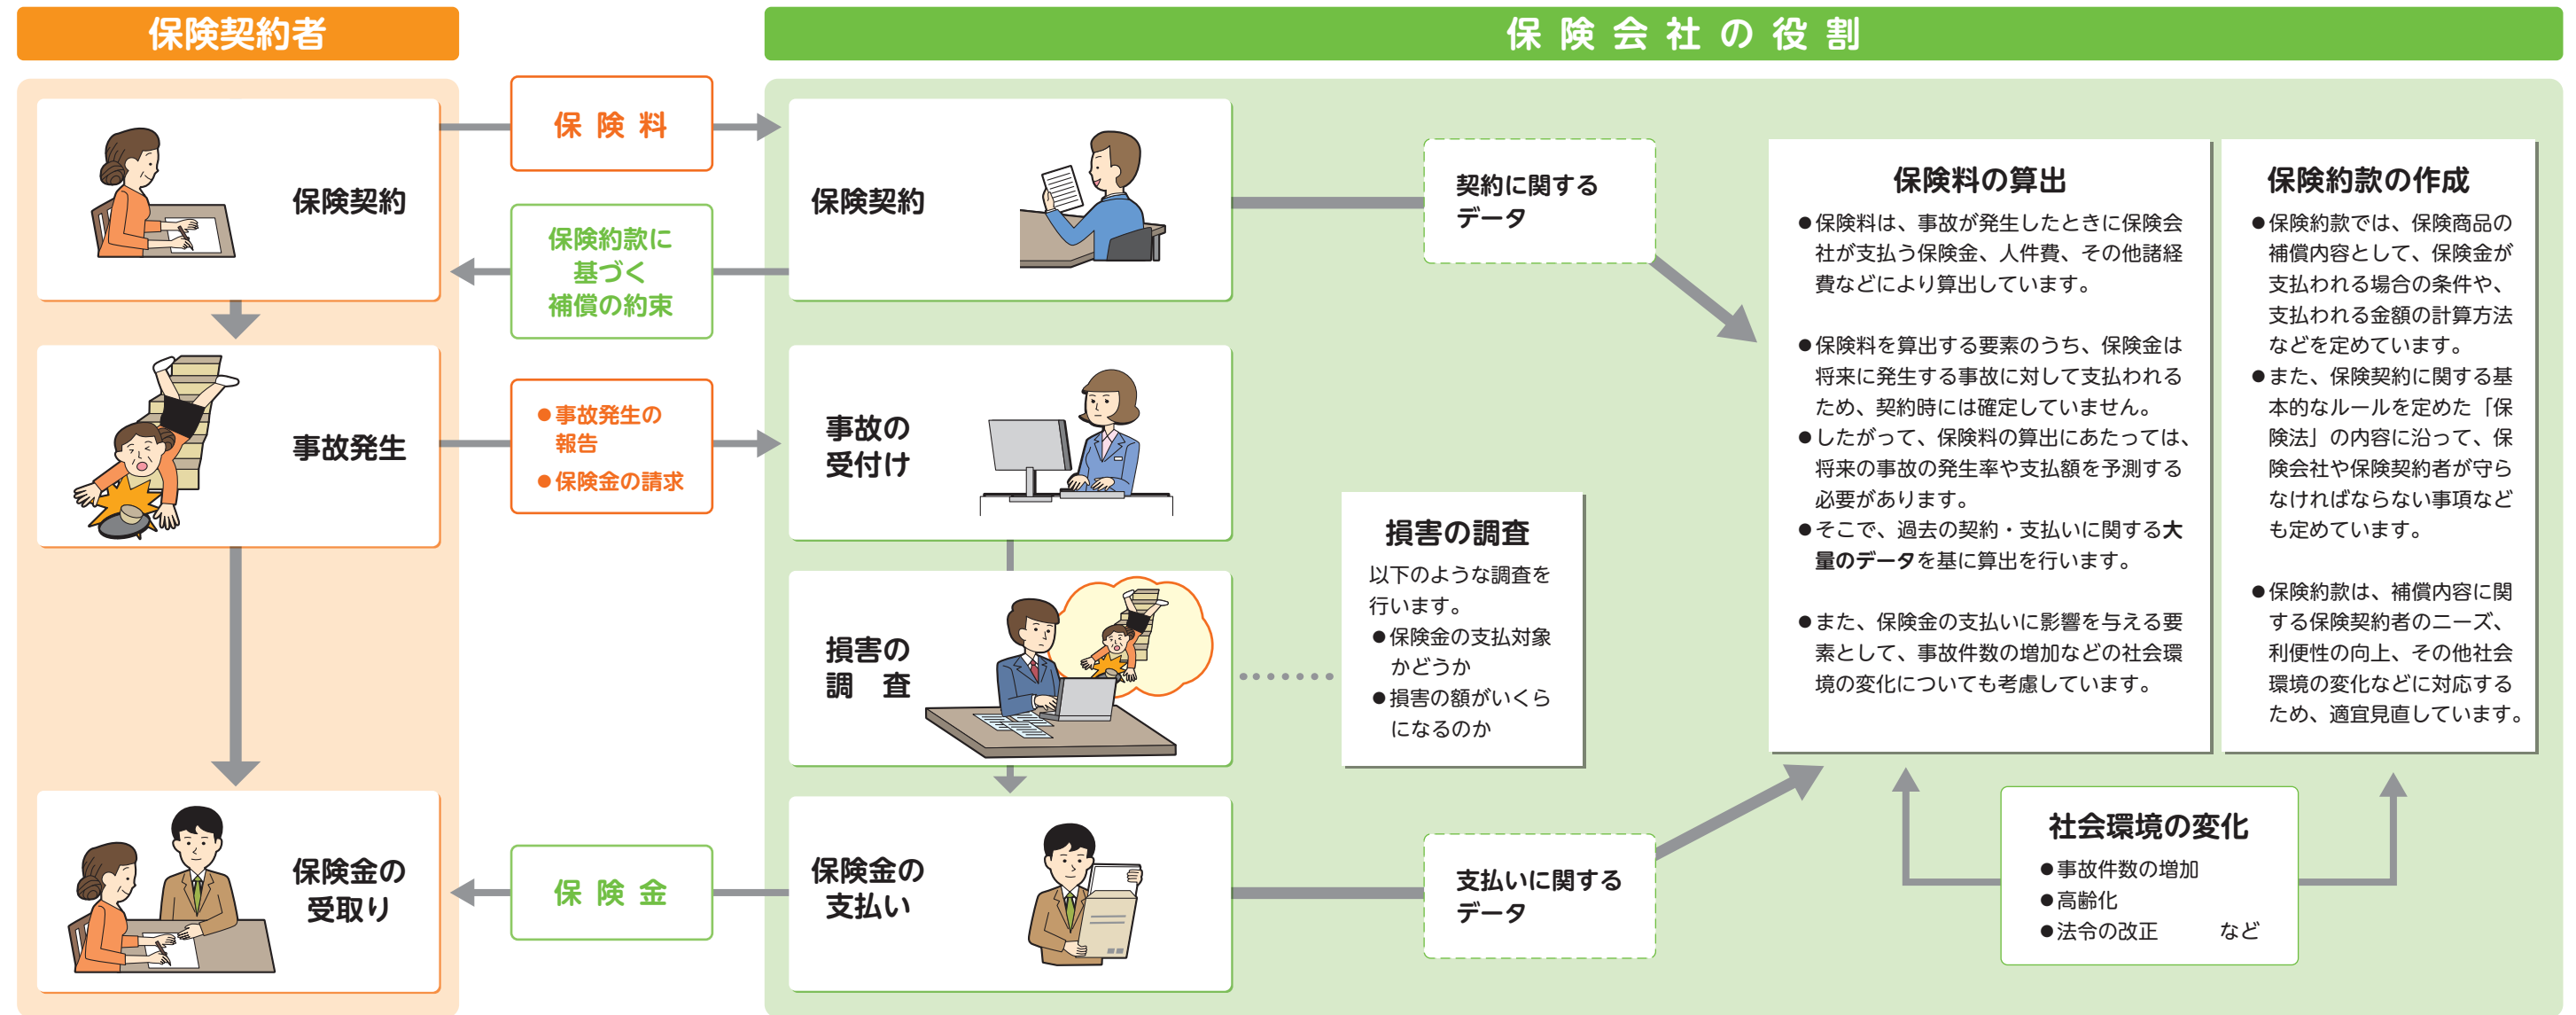 保険契約者
保険会社の役割
保険契約
保険料
保険約款に
基づく
補償の約束
保険契約
契約に関する
データ
事故発生
●事故発生の
報告
●保険金の請求
事故の
受付け
損害の
調　査
損害の調査
以下のような調査を
行います。
●保険金の支払対象
かどうか
●損害の額がいくら
になるのか
保険金の
受取り
保険金
保険金の
支払い
支払いに関する
データ
保険料の算出
●保険料は、事故が発生したときに保険会
社が支払う保険金、人件費、その他諸経
費などにより算出しています。
●保険料を算出する要素のうち、保険金は
将来に発生する事故に対して支払われる
ため、契約時には確定していません。
●したがって、保険料の算出にあたっては、
将来の事故の発生率や支払額を予測する
必要があります。
●そこで、過去の契約・支払いに関する大
量のデータを基に算出を行います。
●また、保険金の支払いに影響を与える要
素として、事故件数の増加などの社会環
境の変化についても考慮しています。
保険約款の作成
●保険約款では、保険商品の
補償内容として、保険金が
支払われる場合の条件や、
支払われる金額の計算方法
などを定めています。
●また、保険契約に関する基
本的なルールを定めた「保
険法」の内容に沿って、保
険会社や保険契約者が守ら
なければならない事項など
も定めています。
●保険約款は、補償内容に関
する保険契約者のニーズ、
利便性の向上、その他社会
環境の変化などに対応する
ため、適宜見直しています。
社会環境の変化
●事故件数の増加
●高齢化
●法令の改正　　　など